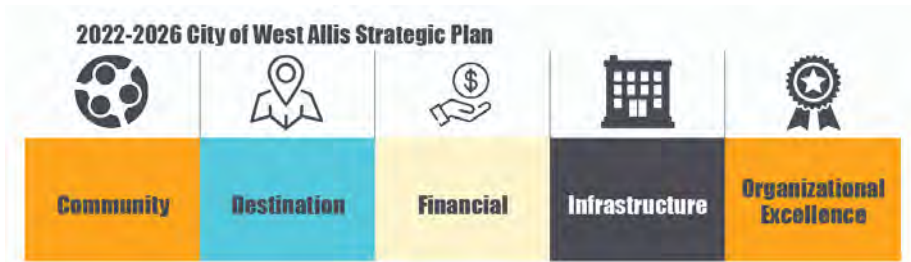 2022-2026 City of West Allis Strategic Plan
$
Community
Destination
Financial
Infrastructure
Organizational
Excellence